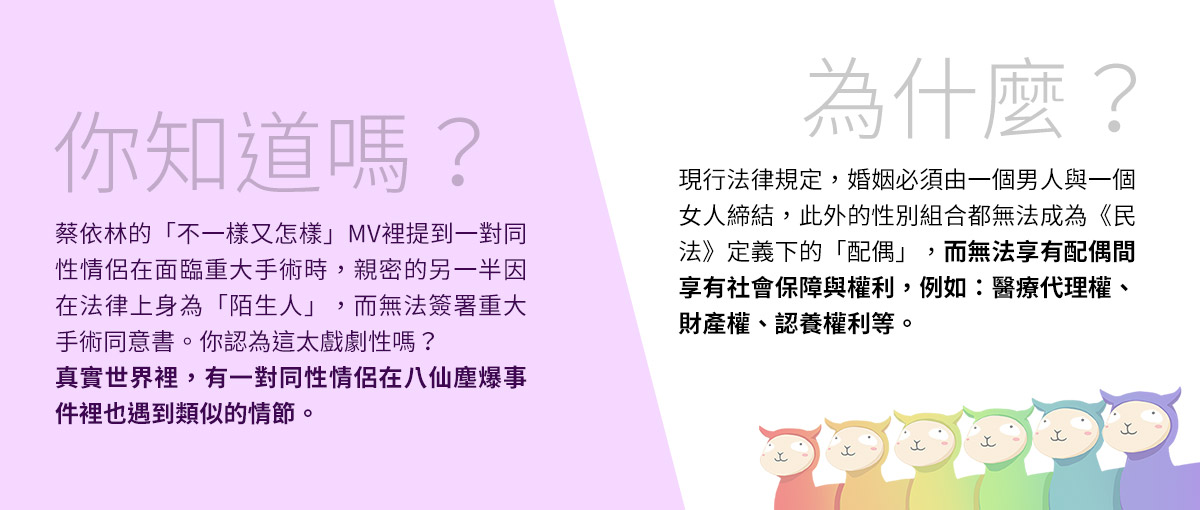 你知道嗎？
蔡依林的「不一樣又怎樣」MV裡提到一對同
性情侶在面臨重大手術時，親密的另一半因
在法律上身為「陌生人」，而無法簽署重大
手術同意書。你認為這太戲劇性嗎？
真實世界裡，有一對同性情侶在八仙塵爆事
件裡也遇到類似的情節。
為什麼？
現行法律規定，婚姻必須由一個男人與一個
女人締結，此外的性別組合都無法成為《民
法》定義下的「配偶」，而無法享有配偶間
享有社會保障與權利，例如：醫療代理權、
財產權、認養權利等。